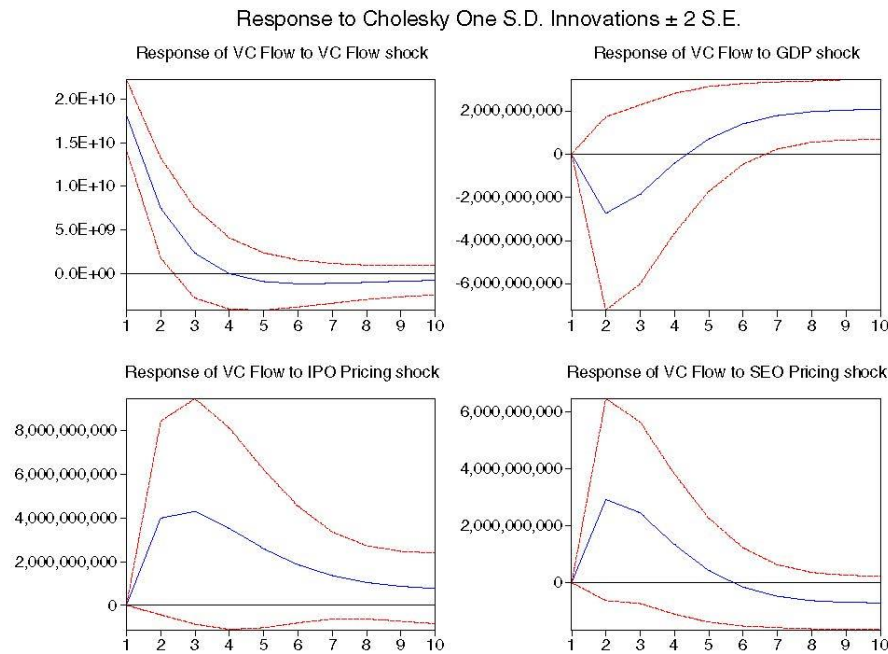 Response to Cholesky One S.D. Innovations ± 2 S.E.
Response of VC Flow to VC Flow shock
2.0E+10
1.5E+10
1.0E+10
5.0E+09
0.0E+00
1 2 3 4 5 6 7 8 9 10
Response of VC Flow to GDP shock
2,000,000,000
0
-2,000,000,000
-4,000,000,000
-6,000,000,000
1 2 3 4 5 6 7 8 9 10
Response of VC Flow to IPO Pricing shock
8,000,000,000
6,000,000,000
4,000,000,000
2,000,000,000
0
1 2 3 4 5 6 7 8 9 10
Response of VC Flow to SEO Pricing shock
6,000,000,000
4,000,000,000
2,000,000,000
0
1 2 3 4 5 6 7 8 9 10